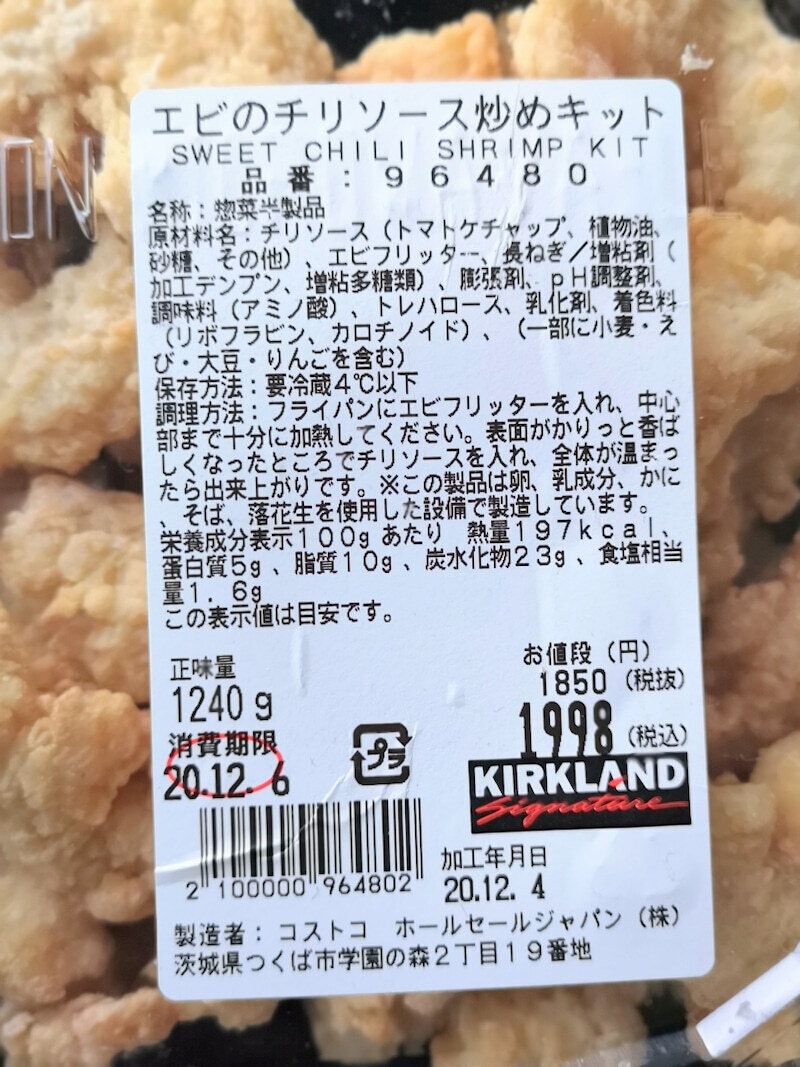 エビのチリソース炒めキット
SWEET CHILI SHRIMP KIT
品番：96480
名称：惣菜半製品
原材料名：チリソース（トマトケチャップ、植物油、
砂糖、その他）、エビフリッター、長ねぎ／増粘剤（
加工デンプン、増粘多糖類）、膨張剤、ｐＨ調整剤、
調味料（アミノ酸）、トレハロース、乳化剤、着色料
（リボフラビン、カロチノイド）、（一部に小麦・え
び・大豆・りんごを含む）
保存方法：要冷蔵４℃以下
調理方法：フライパンにエビフリッターを入れ、中心
部まで十分に加熱してください。表面がかりっと香ば
しくなったところでチリソースを入れ、全体が温まっ
たら出来上がりです。※この製品は卵、乳成分、かに
、そば、落花生を使用した設備で製造しています。
栄養成分表示１００g あたり 熱量１９７ｋｃａｌ、
蛋白質５g、脂質１０g、炭水化物２３g、食塩相当
量１．６g
この表示値は目安です。
正味量 お値段（円）
1240 g 1850（税抜）
1998（税込）
消費期限
20.12. 6
プラ
KIRKLAND
Signature
2 100000 964802
加工年月日
20.12. 4
製造者：コストコ ホールセールジャパン（株）
茨城県つくば市学園の森２丁目１９番地